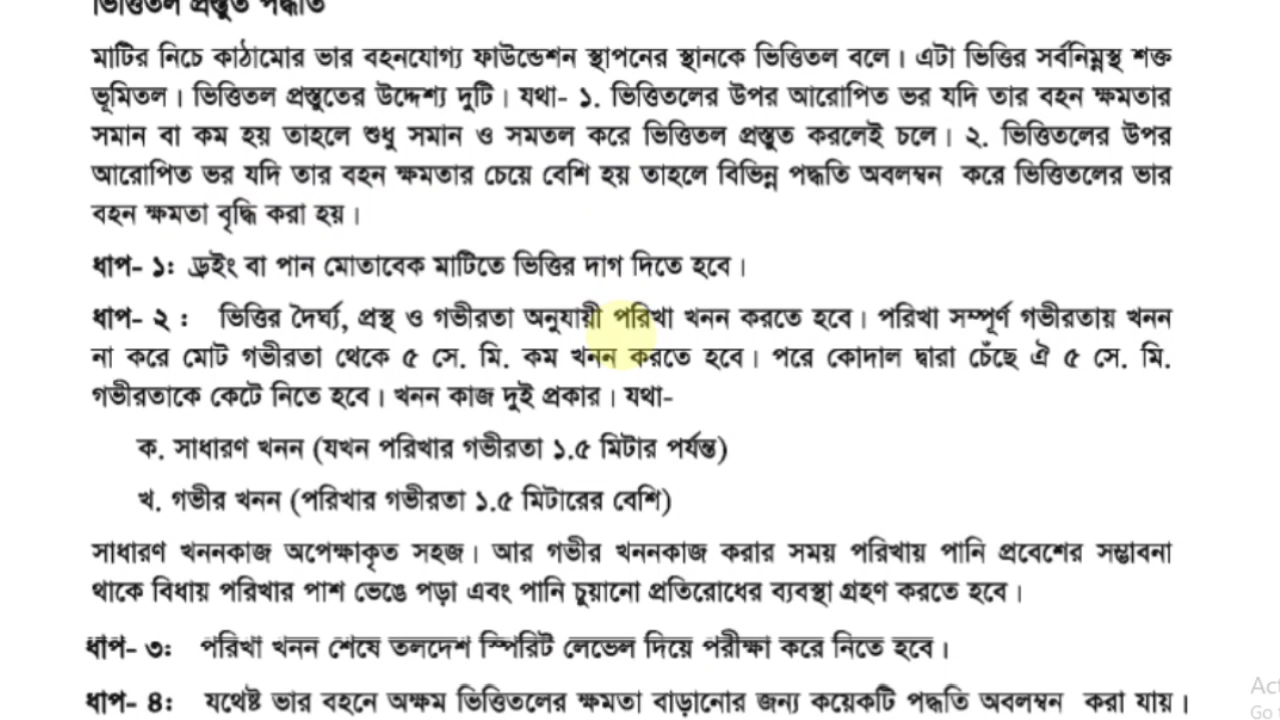 ভিত্তিতল প্রস্তুত পদ্ধতি
মাটির নিচে কাঠামোর ভার বহনযোগ্য ফাউন্ডেশন স্থাপনের স্থানকে ভিত্তিতল বলে। এটা ভিত্তির সর্বনিম্নস্থ শক্ত
ভূমিতল। ভিত্তিতল প্রস্তুতের উদ্দেশ্য দুটি। যথা- ১. ভিত্তিতলের উপর আরোপিত ভর যদি তার বহন ক্ষমতার
সমান বা কম হয় তাহলে শুধু সমান ও সমতল করে ভিত্তিতল প্রস্তুত করলেই চলে। ২. ভিত্তিতলের উপর
আরোপিত ভর যদি তার বহন ক্ষমতার চেয়ে বেশি হয় তাহলে বিভিন্ন পদ্ধতি অবলম্বন করে ভিত্তিতলের ভার
বহন ক্ষমতা বৃদ্ধি করা হয়।
ধাপ- ১: ড্রইং বা পান মোতাবেক মাটিতে ভিত্তির দাগ দিতে হবে।
ধাপ- ২ : ভিত্তির দৈর্ঘ্য, প্রস্থ ও গভীরতা অনুযায়ী পরিখা খনন করতে হবে। পরিখা সম্পূর্ণ গভীরতায় খনন
না করে মোট গভীরতা থেকে ৫ সে. মি. কম খনন করতে হবে। পরে কোদাল দ্বারা চেঁছে ঐ ৫ সে. মি.
গভীরতাকে কেটে নিতে হবে। খনন কাজ দুই প্রকার। যথা-
ক. সাধারণ খনন (যখন পরিখার গভীরতা ১.৫ মিটার পর্যন্ত)
খ. গভীর খনন (পরিখার গভীরতা ১.৫ মিটারের বেশি)
সাধারণ খননকাজ অপেক্ষাকৃত সহজ। আর গভীর খননকাজ করার সময় পরিখায় পানি প্রবেশের সম্ভাবনা
থাকে বিধায় পরিখার পাশ ভেঙে পড়া এবং পানি চুয়ানো প্রতিরোধের ব্যবস্থা গ্রহণ করতে হবে।
ধাপ- ৩: পরিখা খনন শেষে তলদেশ স্পিরিট লেভেল দিয়ে পরীক্ষা করে নিতে হবে।
ধাপ- ৪: যথেষ্ট ভার বহনে অক্ষম ভিত্তিতলের ক্ষমতা বাড়ানোর জন্য কয়েকটি পদ্ধতি অবলম্বন করা যায়।